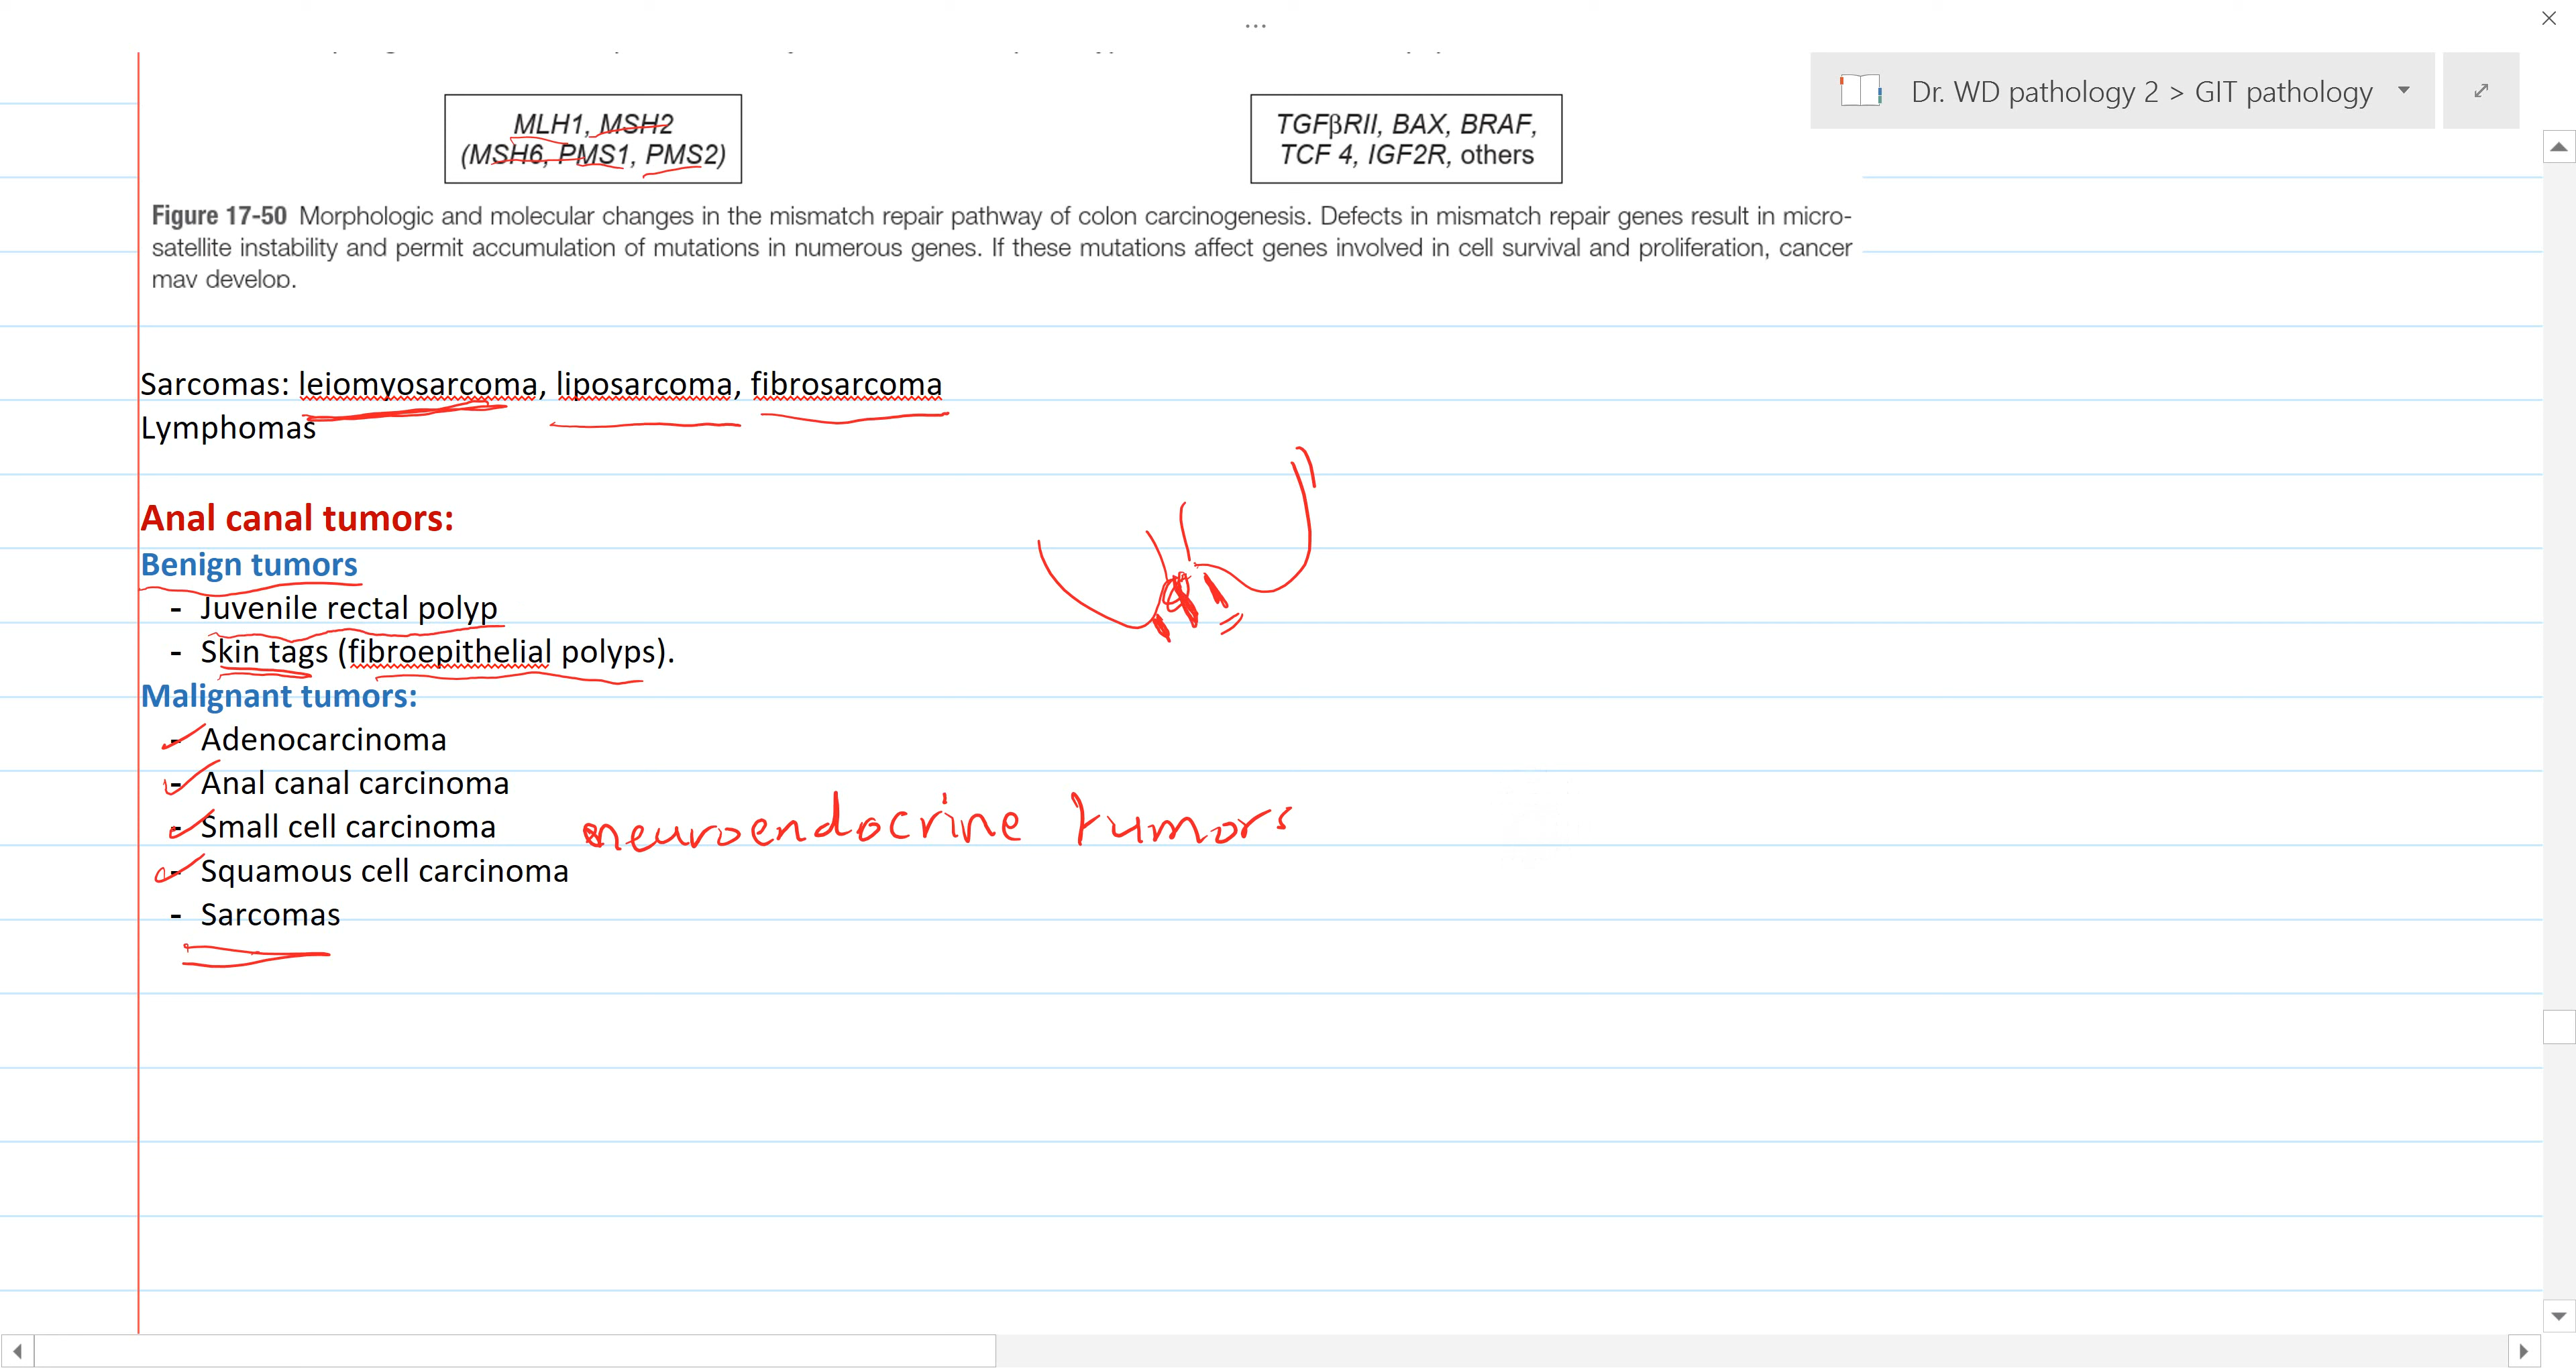 Dr. WD pathology 2 > GIT pathology
MLH1, MSH2
(MSH6, PMS1, PMS2)
TGFβRII, BAX, BRAF,
TCF 4, IGF2R, others
Figure 17-50 Morphologic and molecular changes in the mismatch repair pathway of colon carcinogenesis. Defects in mismatch repair genes result in micro-
satellite instability and permit accumulation of mutations in numerous genes. If these mutations affect genes involved in cell survival and proliferation, cancer
may develop.
Sarcomas: leiomyosarcoma, liposarcoma, fibrosarcoma
Lymphomas
Anal canal tumors:
Benign tumors
- Juvenile rectal polyp
- Skin tags (fibroepithelial polyps).
Malignant tumors:
- Adenocarcinoma
- Anal canal carcinoma
- Small cell carcinoma neuroendocrine tumors
- Squamous cell carcinoma
- Sarcomas